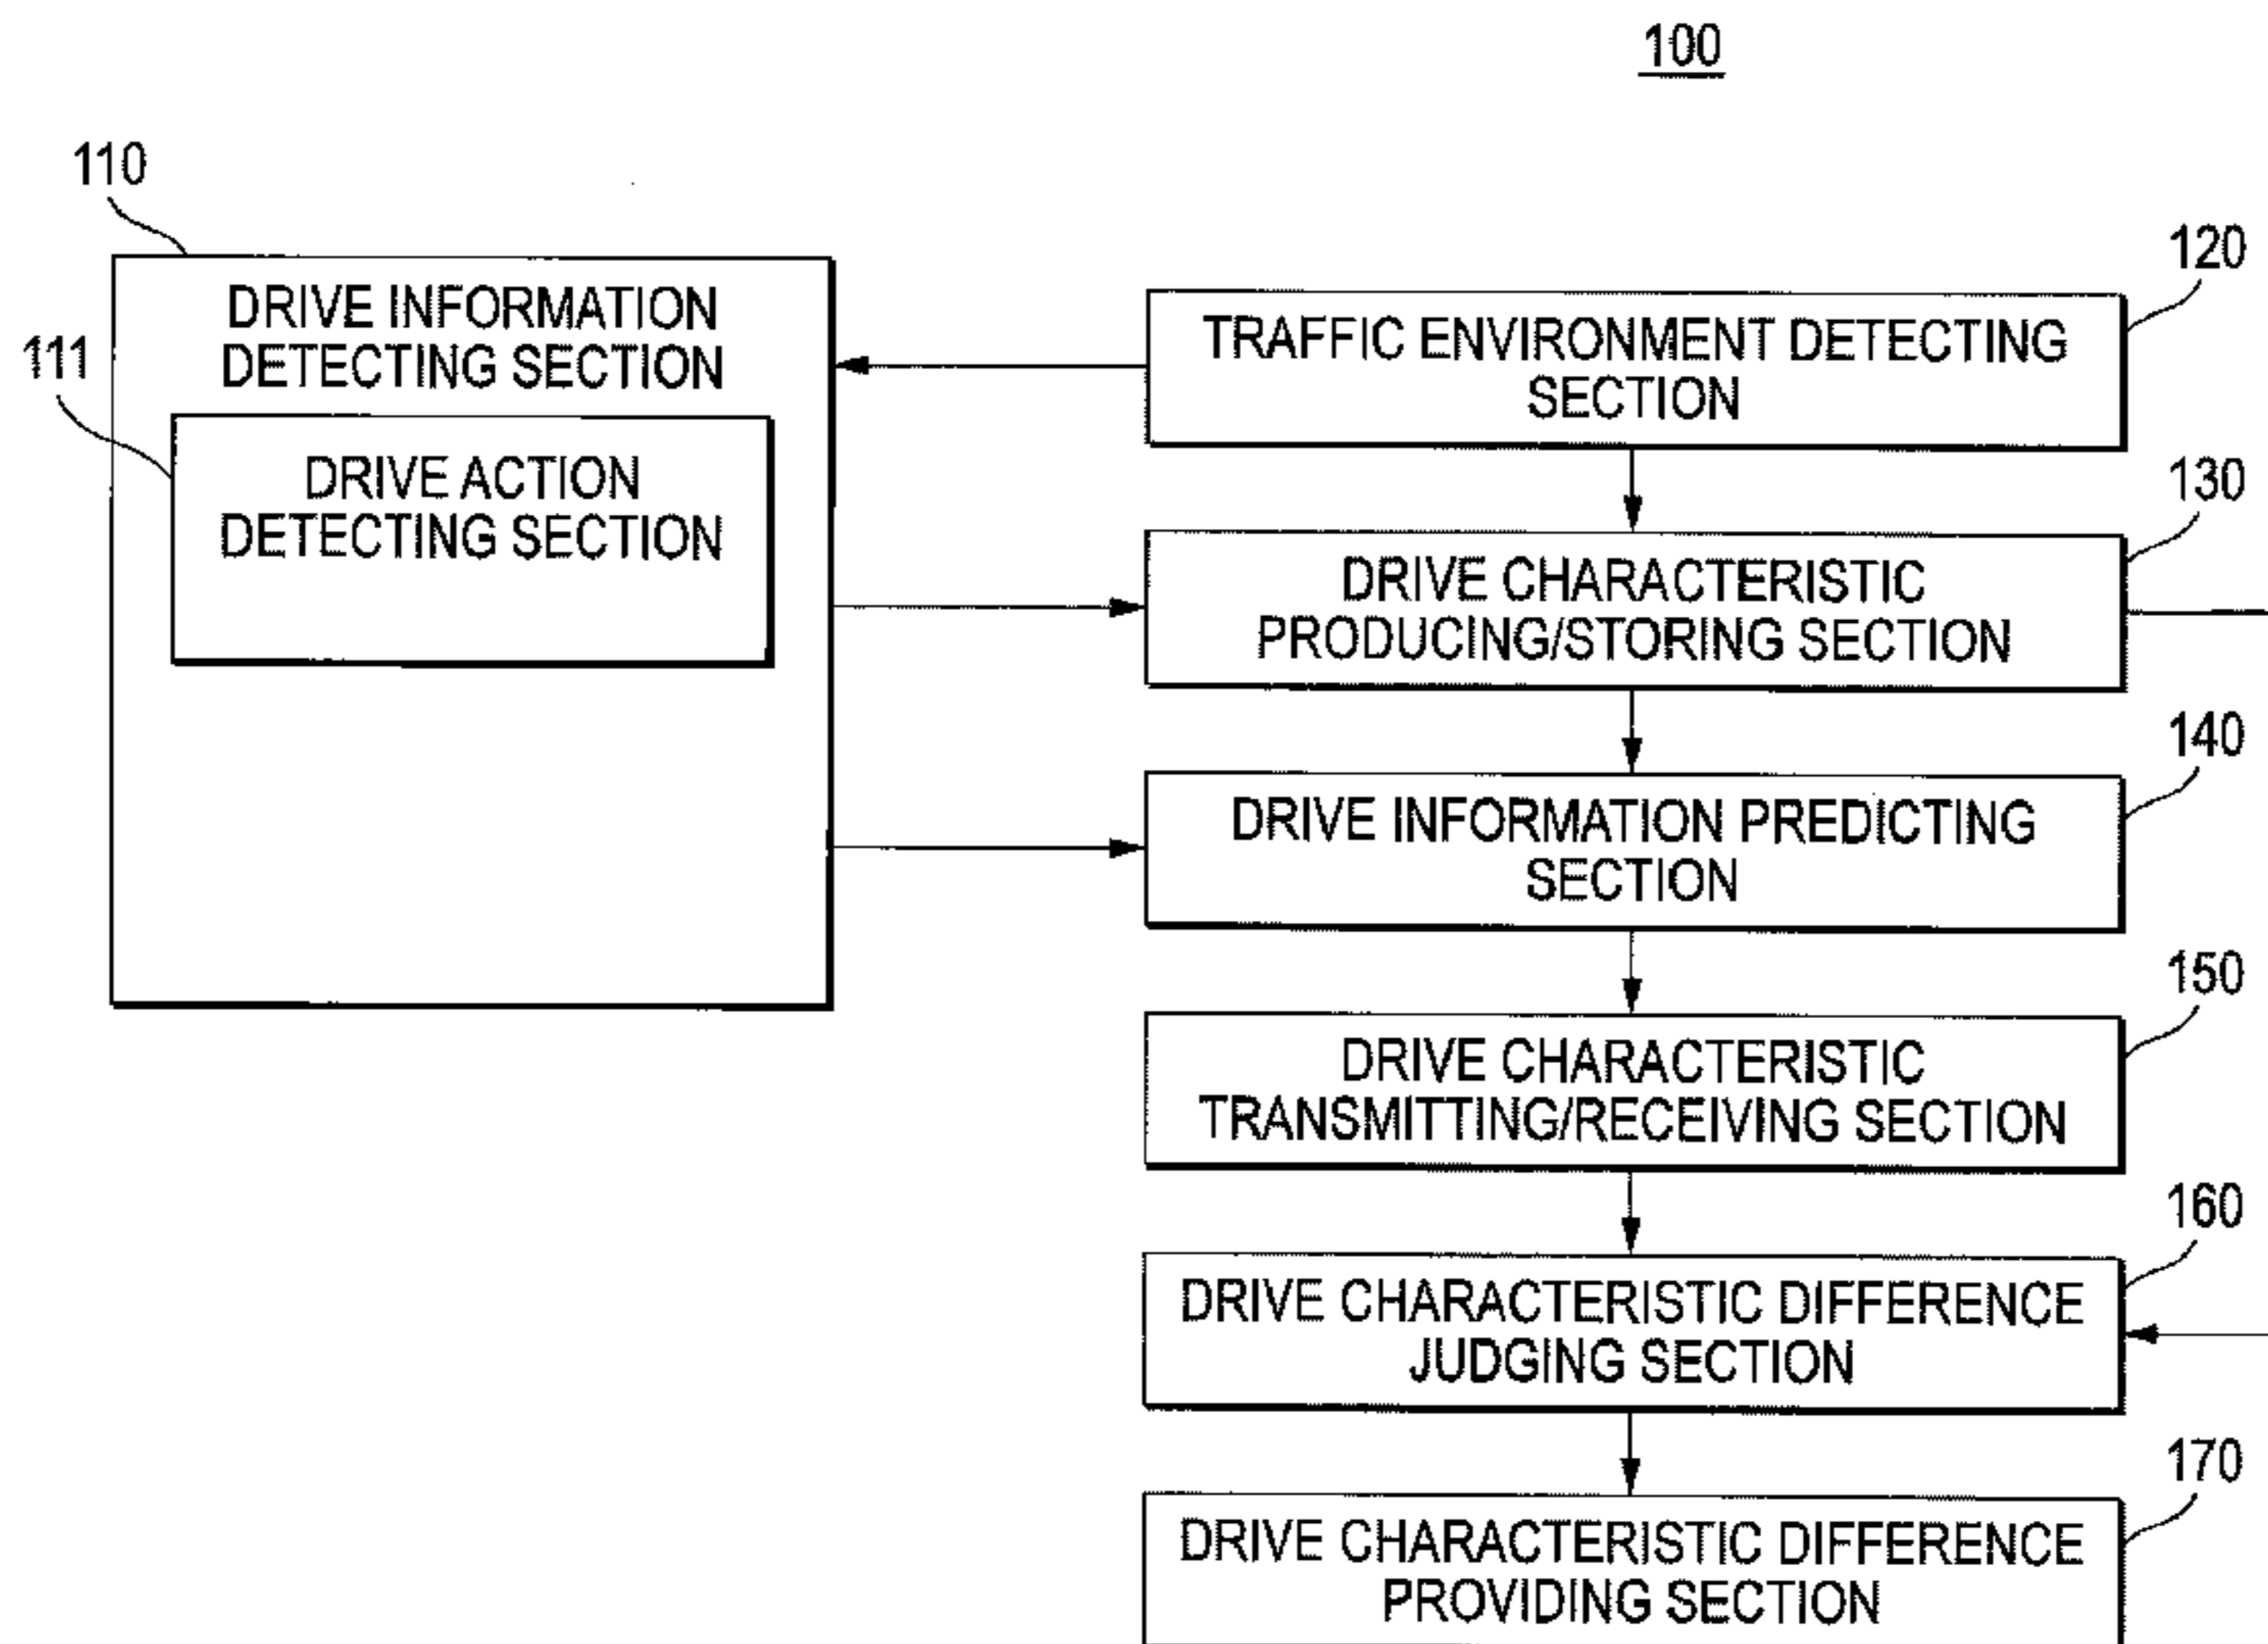 100
110
DRIVE INFORMATION
DETECTING SECTION
111
DRIVE ACTION
DETECTING SECTION
120
TRAFFIC ENVIRONMENT DETECTING
SECTION
130
DRIVE CHARACTERISTIC
PRODUCING/STORING SECTION
140
DRIVE INFORMATION PREDICTING
SECTION
150
DRIVE CHARACTERISTIC
TRANSMITTING/RECEIVING SECTION
160
DRIVE CHARACTERISTIC DIFFERENCE
JUDGING SECTION
170
DRIVE CHARACTERISTIC DIFFERENCE
PROVIDING SECTION